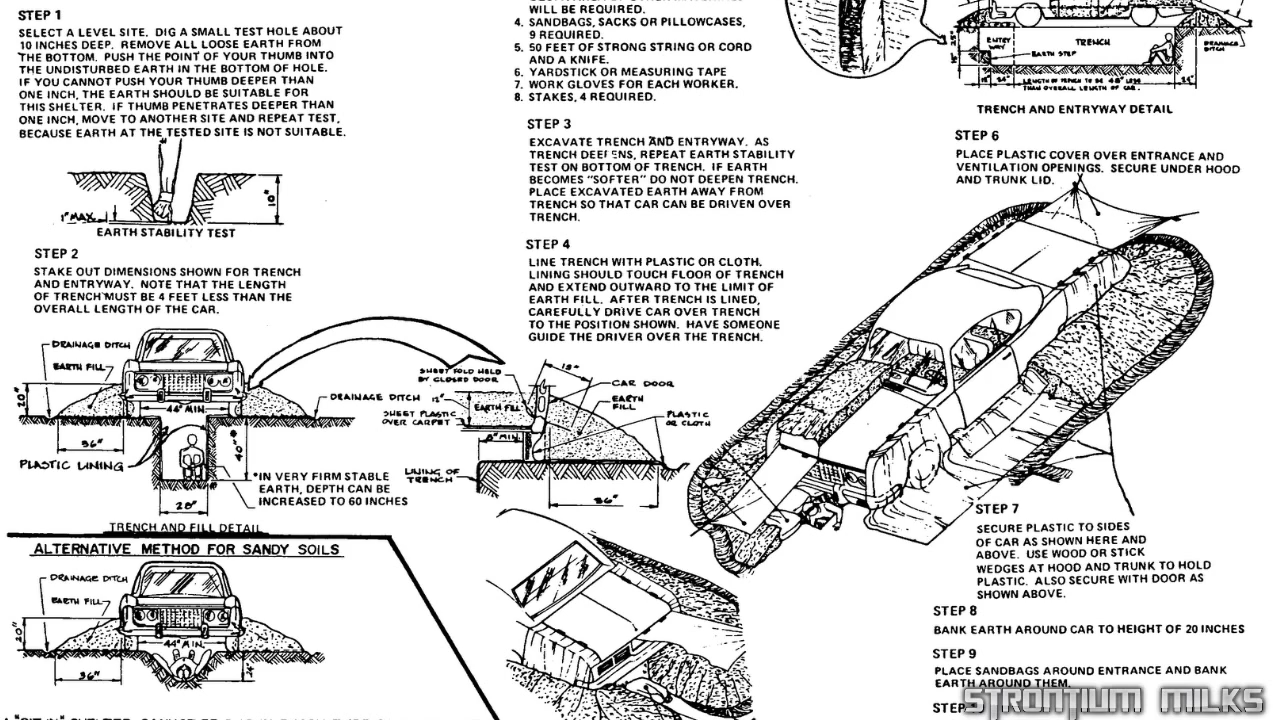 STEP 1
SELECT A LEVEL SITE. DIG A SMALL TEST HOLE ABOUT
10 INCHES DEEP. REMOVE ALL LOOSE EARTH FROM
THE BOTTOM. PUSH THE POINT OF YOUR THUMB INTO
THE UNDISTURBED EARTH IN THE BOTTOM OF HOLE.
IF YOU CANNOT PUSH YOUR THUMB DEEPER THAN
ONE INCH, THE EARTH SHOULD BE SUITABLE FOR
THIS SHELTER. IF THUMB PENETRATES DEEPER THAN
ONE INCH, MOVE TO ANOTHER SITE AND REPEAT TEST,
BECAUSE EARTH AT THE TESTED SITE IS NOT SUITABLE.
1" MAX.
10"
EARTH STABILITY TEST
STEP 2
STAKE OUT DIMENSIONS SHOWN FOR TRENCH
AND ENTRYWAY. NOTE THAT THE LENGTH
OF TRENCH MUST BE 4 FEET LESS THAN THE
OVERALL LENGTH OF THE CAR.
DRAINAGE DITCH
EARTH FILL
20"
44" MIN.
DRAINAGE DITCH
36"
40"*
PLASTIC LINING
28"
*IN VERY FIRM STABLE
EARTH, DEPTH CAN BE
INCREASED TO 60 INCHES
TRENCH AND FILL DETAIL
ALTERNATIVE METHOD FOR SANDY SOILS
DRAINAGE DITCH
EARTH FILL
20"
44" MIN.
36"
WILL BE REQUIRED.
4. SANDBAGS, SACKS OR PILLOWCASES,
9 REQUIRED.
5. 50 FEET OF STRONG STRING OR CORD
AND A KNIFE.
6. YARDSTICK OR MEASURING TAPE
7. WORK GLOVES FOR EACH WORKER.
8. STAKES, 4 REQUIRED.
STEP 3
EXCAVATE TRENCH AND ENTRYWAY. AS
TRENCH DEEPENS, REPEAT EARTH STABILITY
TEST ON BOTTOM OF TRENCH. IF EARTH
BECOMES "SOFTER" DO NOT DEEPEN TRENCH.
PLACE EXCAVATED EARTH AWAY FROM
TRENCH SO THAT CAR CAN BE DRIVEN OVER
TRENCH.
STEP 4
LINE TRENCH WITH PLASTIC OR CLOTH.
LINING SHOULD TOUCH FLOOR OF TRENCH
AND EXTEND OUTWARD TO THE LIMIT OF
EARTH FILL. AFTER TRENCH IS LINED,
CAREFULLY DRIVE CAR OVER TRENCH
TO THE POSITION SHOWN. HAVE SOMEONE
GUIDE THE DRIVER OVER THE TRENCH.
SHEET FOLD HELD
BY CLOSED DOOR
CAR DOOR
12"
EARTH FILL
EARTH
FILL
SHEET PLASTIC
OVER CARPET
PLASTIC
OR CLOTH
LINING OF
TRENCH
36"
ENTRY
WAY
TRENCH
EARTH STEP
DRAINAGE
DITCH
LENGTH OF TRENCH TO BE 48" LESS
THAN OVERALL LENGTH OF CAR.
TRENCH AND ENTRYWAY DETAIL
STEP 6
PLACE PLASTIC COVER OVER ENTRANCE AND
VENTILATION OPENINGS. SECURE UNDER HOOD
AND TRUNK LID.
STEP 7
SECURE PLASTIC TO SIDES
OF CAR AS SHOWN HERE AND
ABOVE. USE WOOD OR STICK
WEDGES AT HOOD AND TRUNK TO HOLD
PLASTIC. ALSO SECURE WITH DOOR AS
SHOWN ABOVE.
STEP 8
BANK EARTH AROUND CAR TO HEIGHT OF 20 INCHES
STEP 9
PLACE SANDBAGS AROUND ENTRANCE AND BANK
EARTH AROUND THEM.
STEP
STRONTIUM MILKS